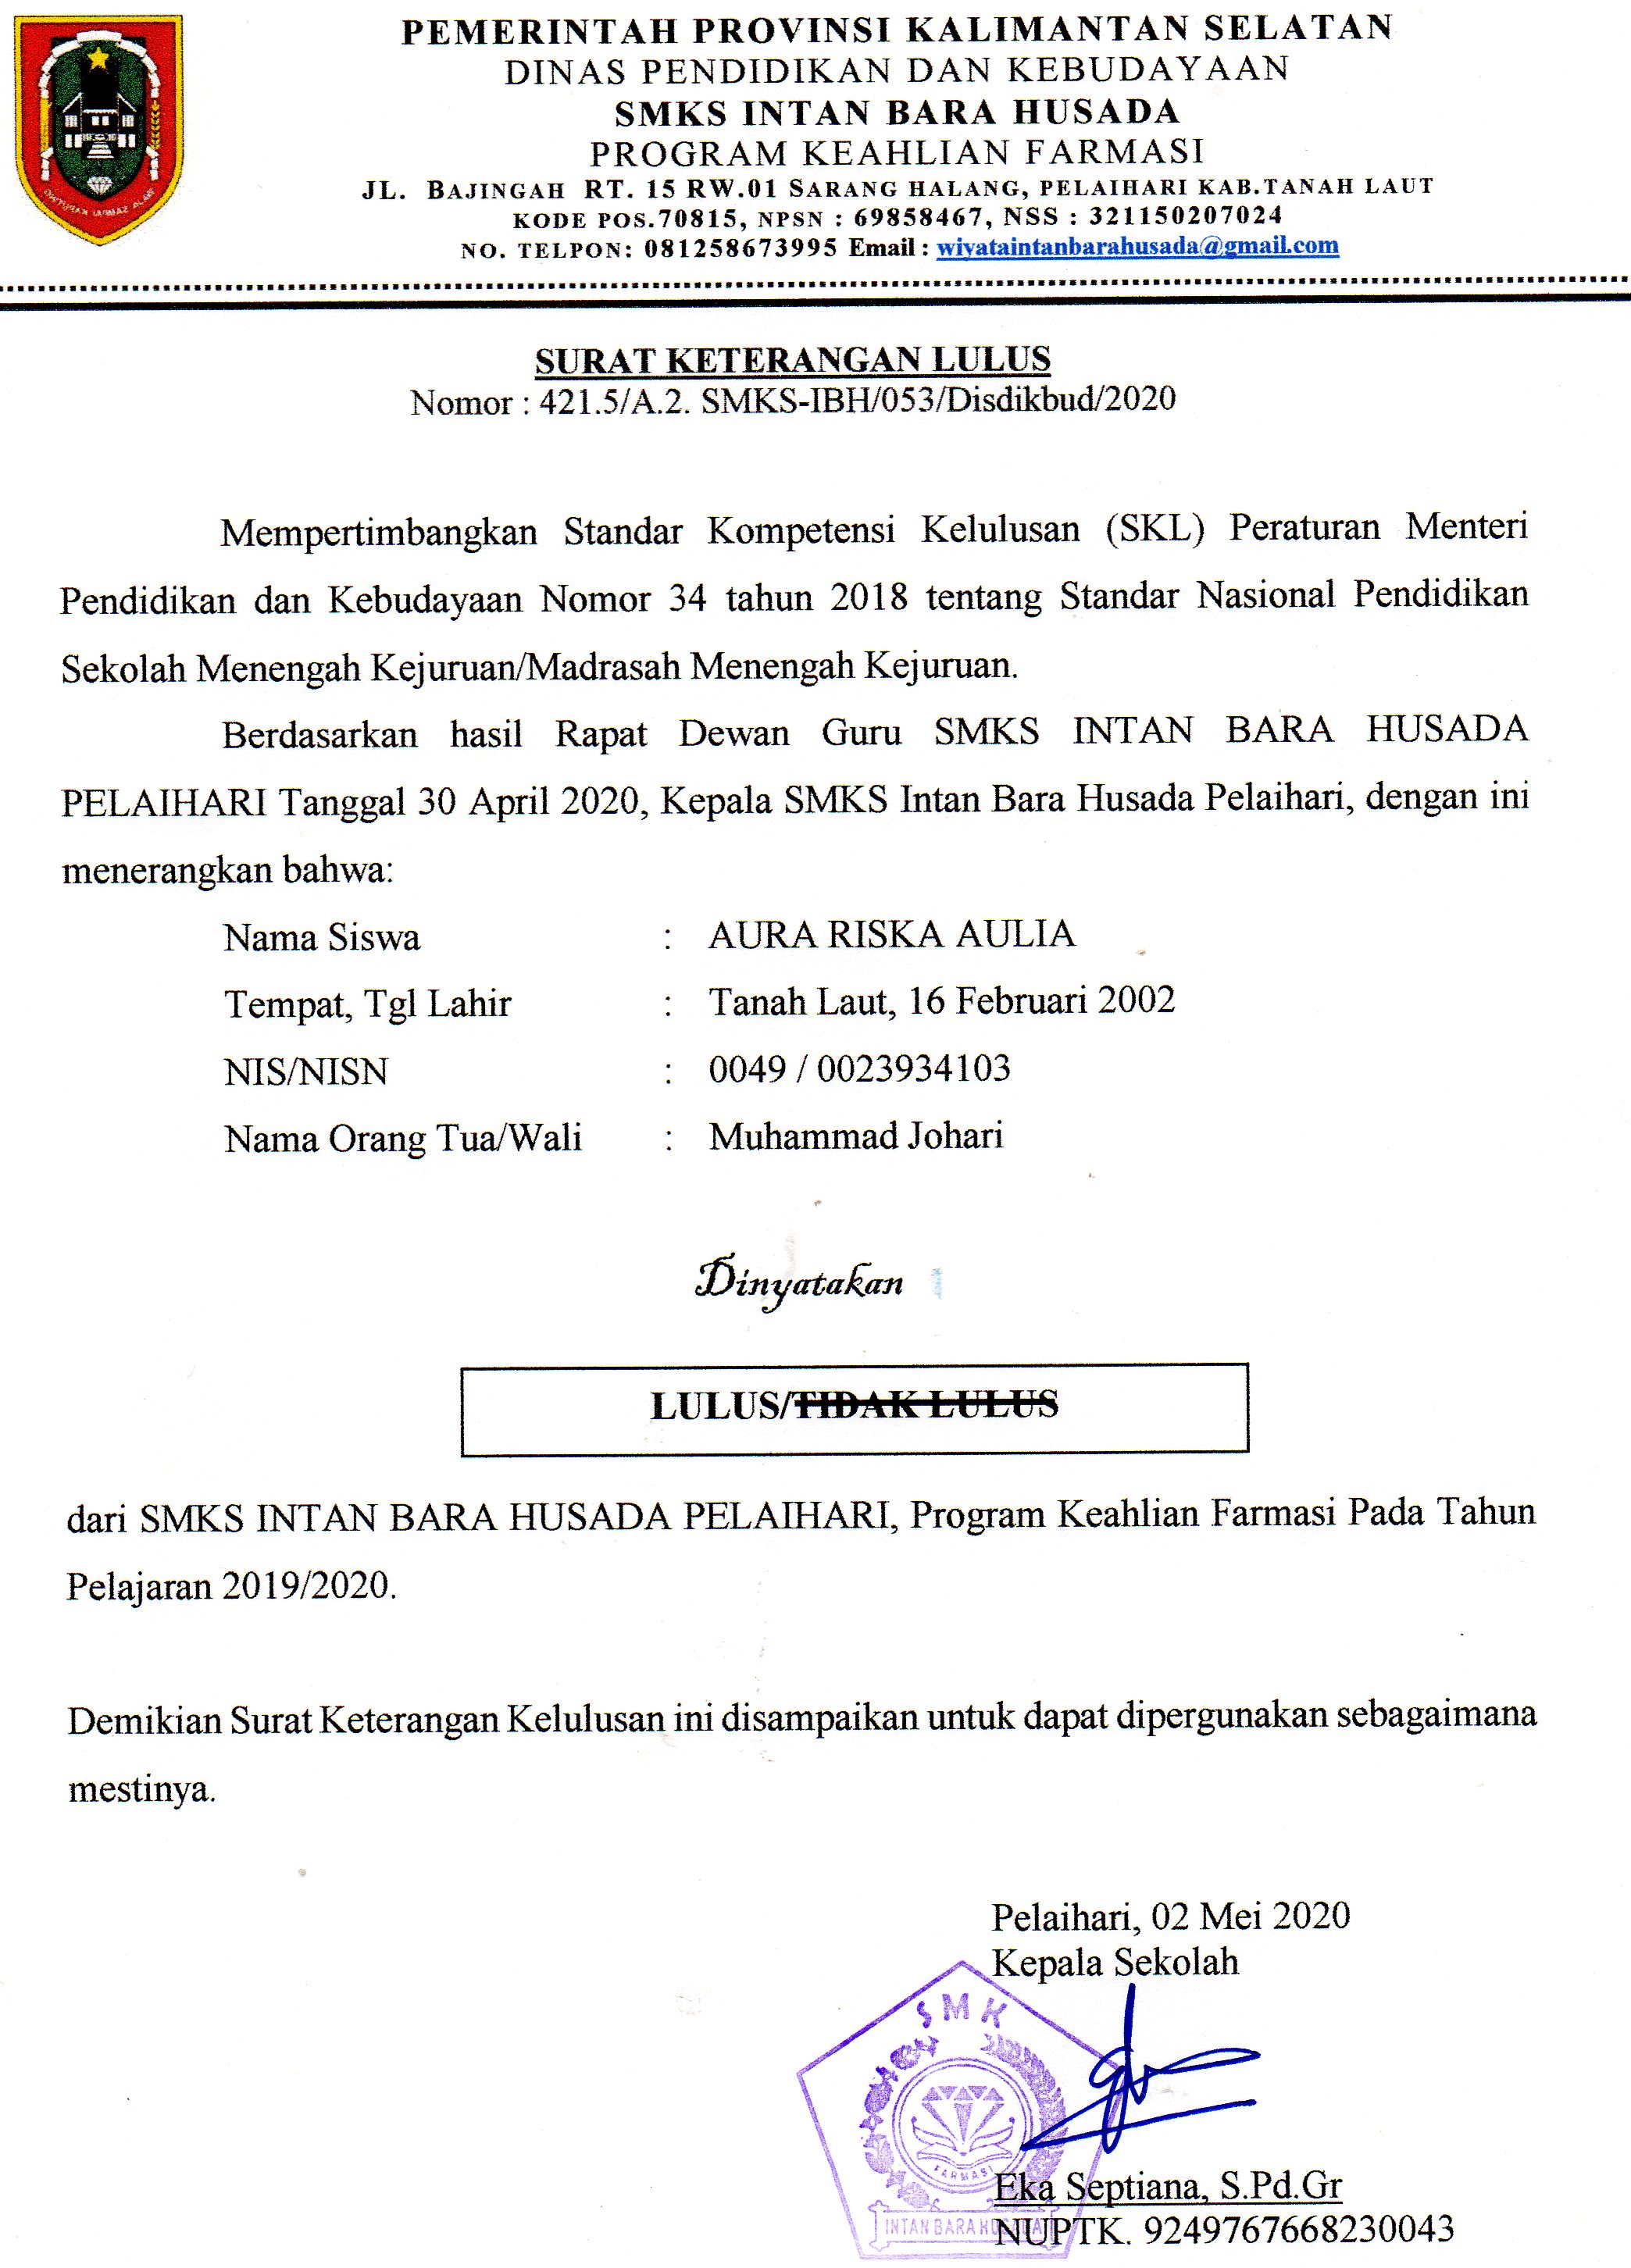 PEMERINTAH PROVINSI KALIMANTAN SELATAN
DINAS PENDIDIKAN DAN KEBUDAYAAN
SMKS INTAN BARA HUSADA
PROGRAM KEAHLIAN FARMASI
JL. BAJINGAH RT. 15 RW.01 SARANG HALANG, PELAIHARI KAB.TANAH LAUT
KODE POS.70815, NPSN : 69858467, NSS : 321150207024
NO. TELPON: 081258673995 Email : wiyataintanbarahusada@gmail.com
SURAT KETERANGAN LULUS
Nomor : 421.5/A.2. SMKS-IBH/053/Disdikbud/2020
Mempertimbangkan Standar Kompetensi Kelulusan (SKL) Peraturan Menteri
Pendidikan dan Kebudayaan Nomor 34 tahun 2018 tentang Standar Nasional Pendidikan
Sekolah Menengah Kejuruan/Madrasah Menengah Kejuruan.
Berdasarkan hasil Rapat Dewan Guru SMKS INTAN BARA HUSADA
PELAIHARI Tanggal 30 April 2020, Kepala SMKS Intan Bara Husada Pelaihari, dengan ini
menerangkan bahwa:
Nama Siswa : AURA RISKA AULIA
Tempat, Tgl Lahir : Tanah Laut, 16 Februari 2002
NIS/NISN : 0049 / 0023934103
Nama Orang Tua/Wali : Muhammad Johari
Dinyatakan
LULUS/TIDAK LULUS
dari SMKS INTAN BARA HUSADA PELAIHARI, Program Keahlian Farmasi Pada Tahun
Pelajaran 2019/2020.
Demikian Surat Keterangan Kelulusan ini disampaikan untuk dapat dipergunakan sebagaimana
mestinya.
Pelaihari, 02 Mei 2020
Kepala Sekolah
SMK
FARMASI
INTAN BARA HUSADA
Eka Septiana, S.Pd.Gr
NUPTK. 9249767668230043